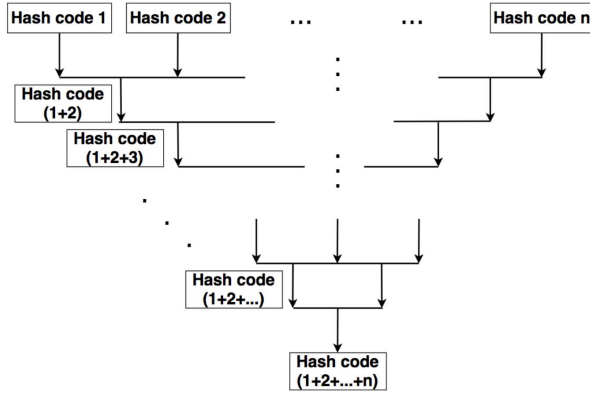 Hash code 1
Hash code 2
... ...
Hash code n
Hash code
(1+2)
Hash code
(1+2+3)
Hash code
(1+2+...)
Hash code
(1+2+...+n)